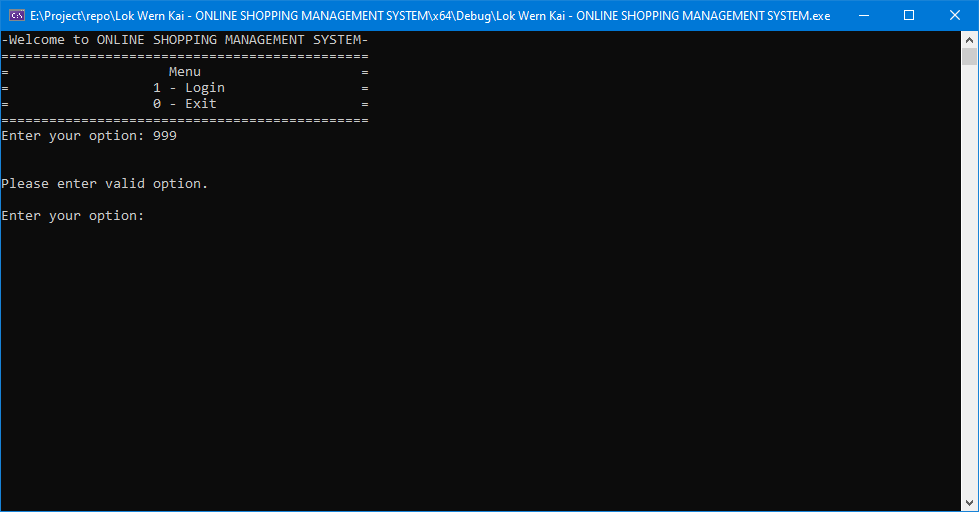 E:\Project\repo\Lok Wern Kai - ONLINE SHOPPING MANAGEMENT SYSTEM\x64\Debug\Lok Wern Kai - ONLINE SHOPPING MANAGEMENT SYSTEM.exe
-Welcome to ONLINE SHOPPING MANAGEMENT SYSTEM-
==============================================
=                    Menu                    =
=                  1 - Login                 =
=                  0 - Exit                  =
==============================================
Enter your option: 999
Please enter valid option.
Enter your option: